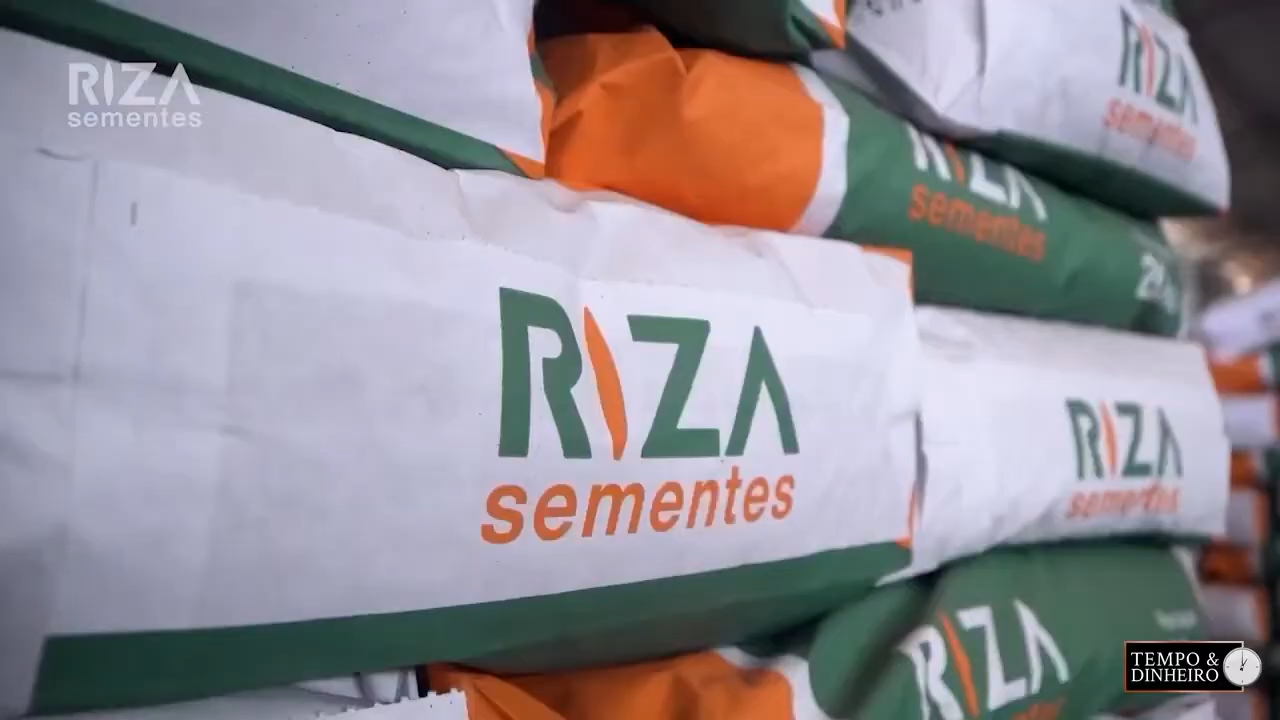 RIZA
sementes
RIZA
sementes
RIZA
sementes
RIZA
sementes
RIZA
sementes
RIZA
TEMPO &
DINHEIRO